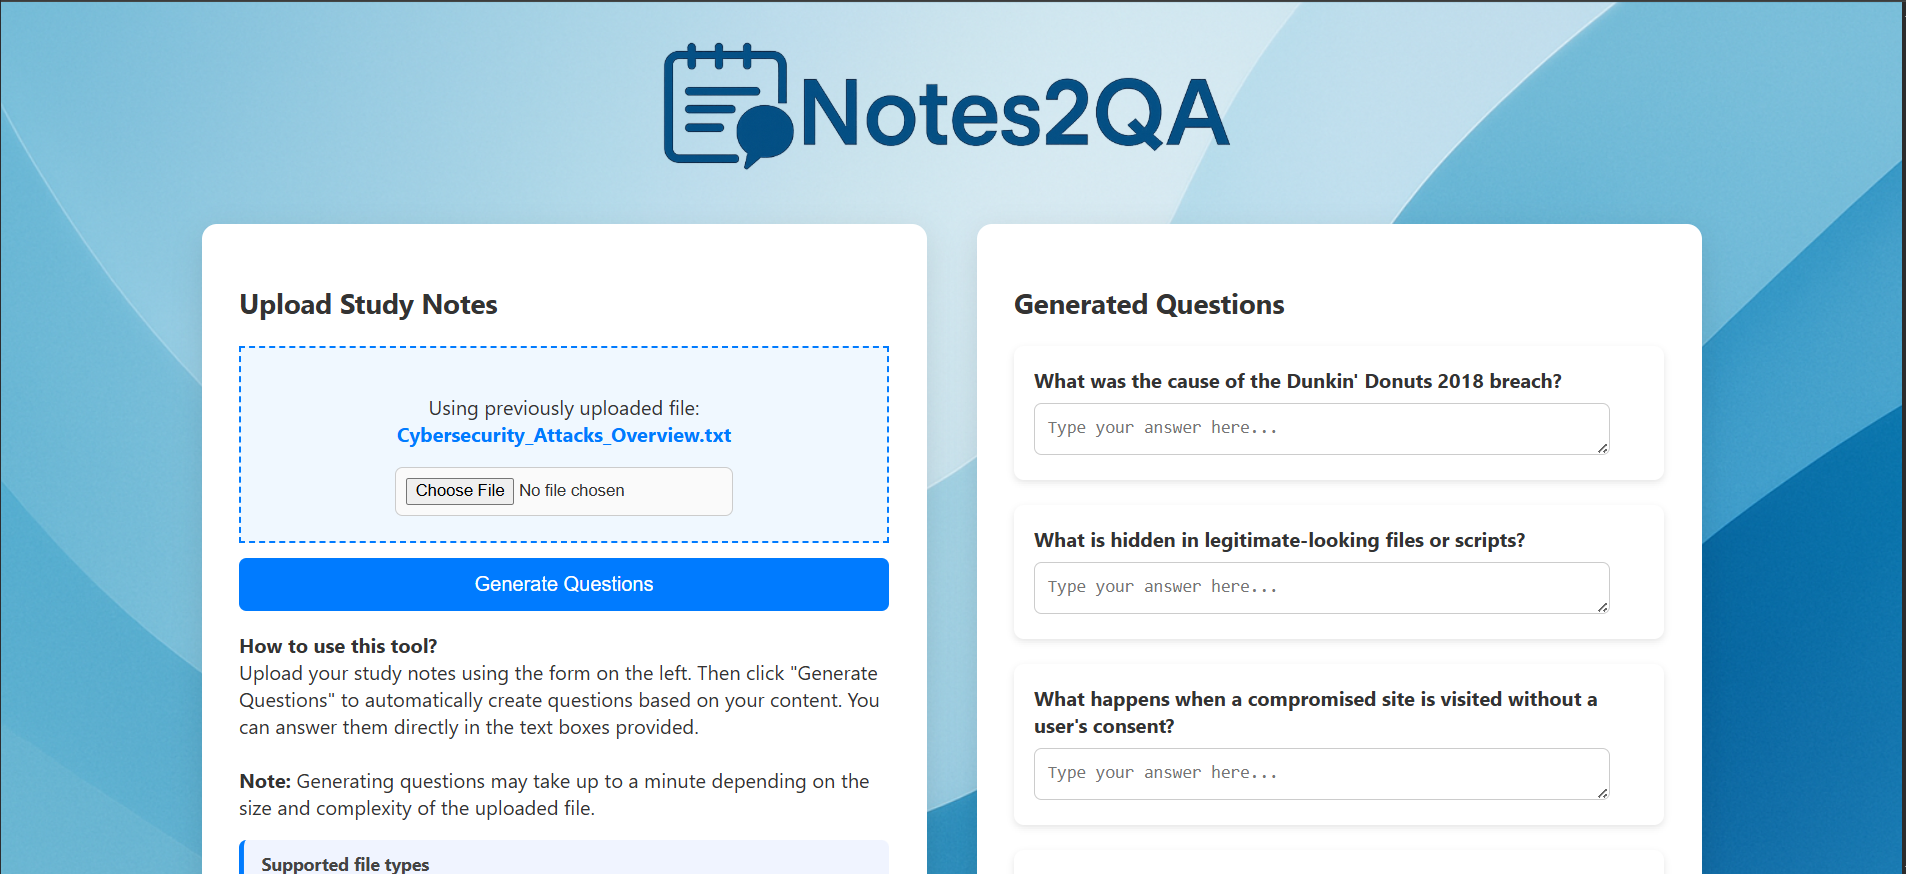 Notes2QA
Upload Study Notes
Using previously uploaded file:
Cybersecurity_Attacks_Overview.txt
Choose File No file chosen
Generate Questions
How to use this tool?
Upload your study notes using the form on the left. Then click "Generate
Questions" to automatically create questions based on your content. You
can answer them directly in the text boxes provided.
Note: Generating questions may take up to a minute depending on the
size and complexity of the uploaded file.
Supported file types
Generated Questions
What was the cause of the Dunkin' Donuts 2018 breach?
Type your answer here...
What is hidden in legitimate-looking files or scripts?
Type your answer here...
What happens when a compromised site is visited without a
user's consent?
Type your answer here...